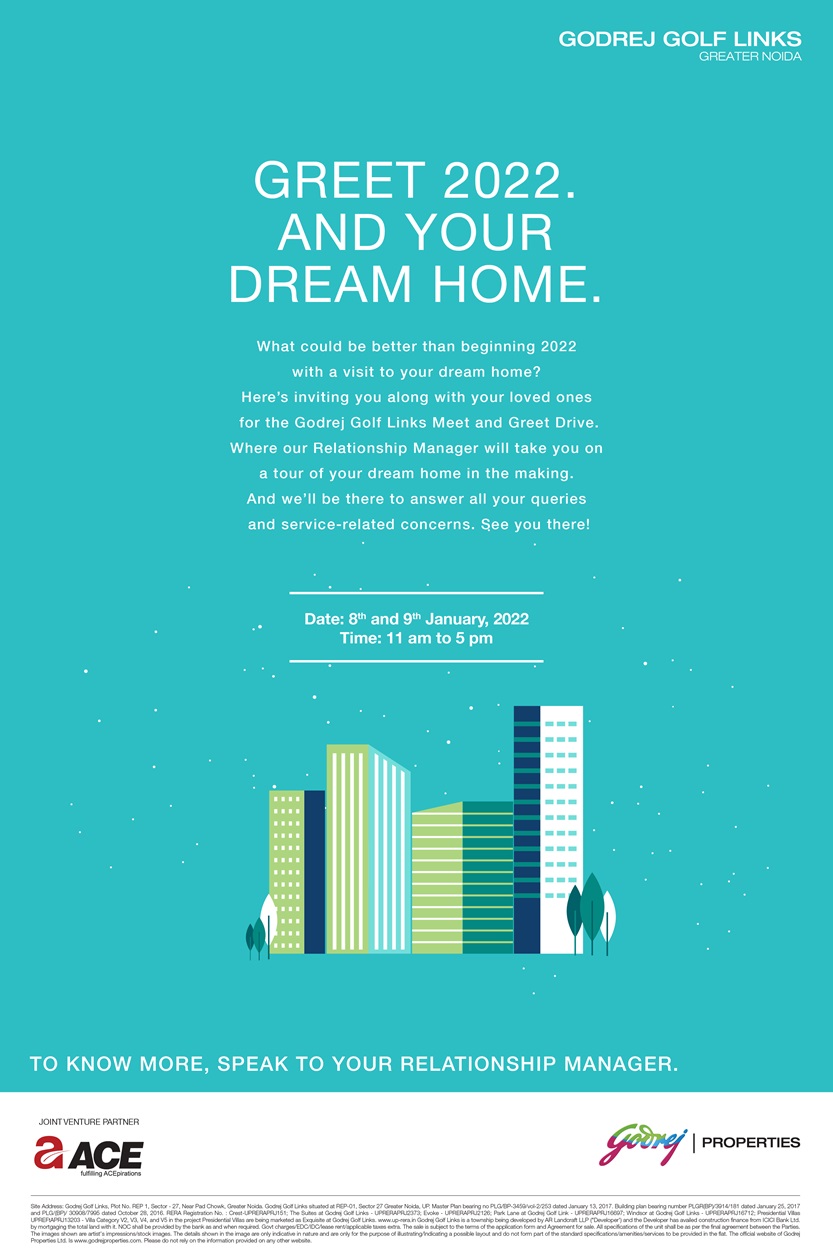 GODREJ GOLF LINKS
GREATER NOIDA
GREET 2022.
AND YOUR
DREAM HOME.
What could be better than beginning 2022
with a visit to your dream home?
Here's inviting you along with your loved ones
for the Godrej Golf Links Meet and Greet Drive.
Where our Relationship Manager will take you on
a tour of your dream home in the making.
And we'll be there to answer all your queries
and service-related concerns. See you there!
Date: 8th and 9th January, 2022
Time: 11 am to 5 pm
TO KNOW MORE, SPEAK TO YOUR RELATIONSHIP MANAGER.
JOINT VENTURE PARTNER
a ACE
fulfilling ACEpirations
Godrej | PROPERTIES
Site Address: Godrej Golf Links, Plot No. REP 1, Sector - 27, Near Pad Chowk, Greater Noida. Godrej Golf Links situated at REP-01, Sector 27 Greater Noida, UP. Master Plan bearing no PLG/BP-3459/vol-2/253 dated January 13, 2017. Building plan bearing number PLGR(BP)/3914/181 dated January 25, 2017
and PLG/(BP)/ 30908/7995 dated October 28, 2016. RERA Registration No. : Crest-UPRERAPRJ151; The Suites at Godrej Golf Links - UPRERAPRJ2373; Evoke - UPRERAPRJ2126; Park Lane at Godrej Golf Link - UPRERAPRJ16697; Windsor at Godrej Golf Links - UPRERAPRJ16712; Presidential Villas
UPRERAPRJ13203 - Villa Category V2, V3, V4, and V5 in the project Presidential Villas are being marketed as Exquisite at Godrej Golf Links. www.up-rera.in Godrej Golf Links is a township being developed by AR Landcraft LLP ("Developer") and the Developer has availed construction finance from ICICI Bank Ltd.
by mortgaging the total land with it. NOC shall be provided by the bank as and when required. Govt charges/EDC/IDC/lease rent/applicable taxes extra. The sale is subject to the terms of the application form and Agreement for sale. All specifications of the unit shall be as per the final agreement between the Parties.
The images shown are artist's impressions/stock images. The details shown in the image are only indicative in nature and are only for the purpose of illustrating/indicating a possible layout and do not form part of the standard specifications/amenities/services to be provided in the flat. The official website of Godrej
Properties Ltd. Is www.godrejproperties.com. Please do not rely on the information provided on any other website.